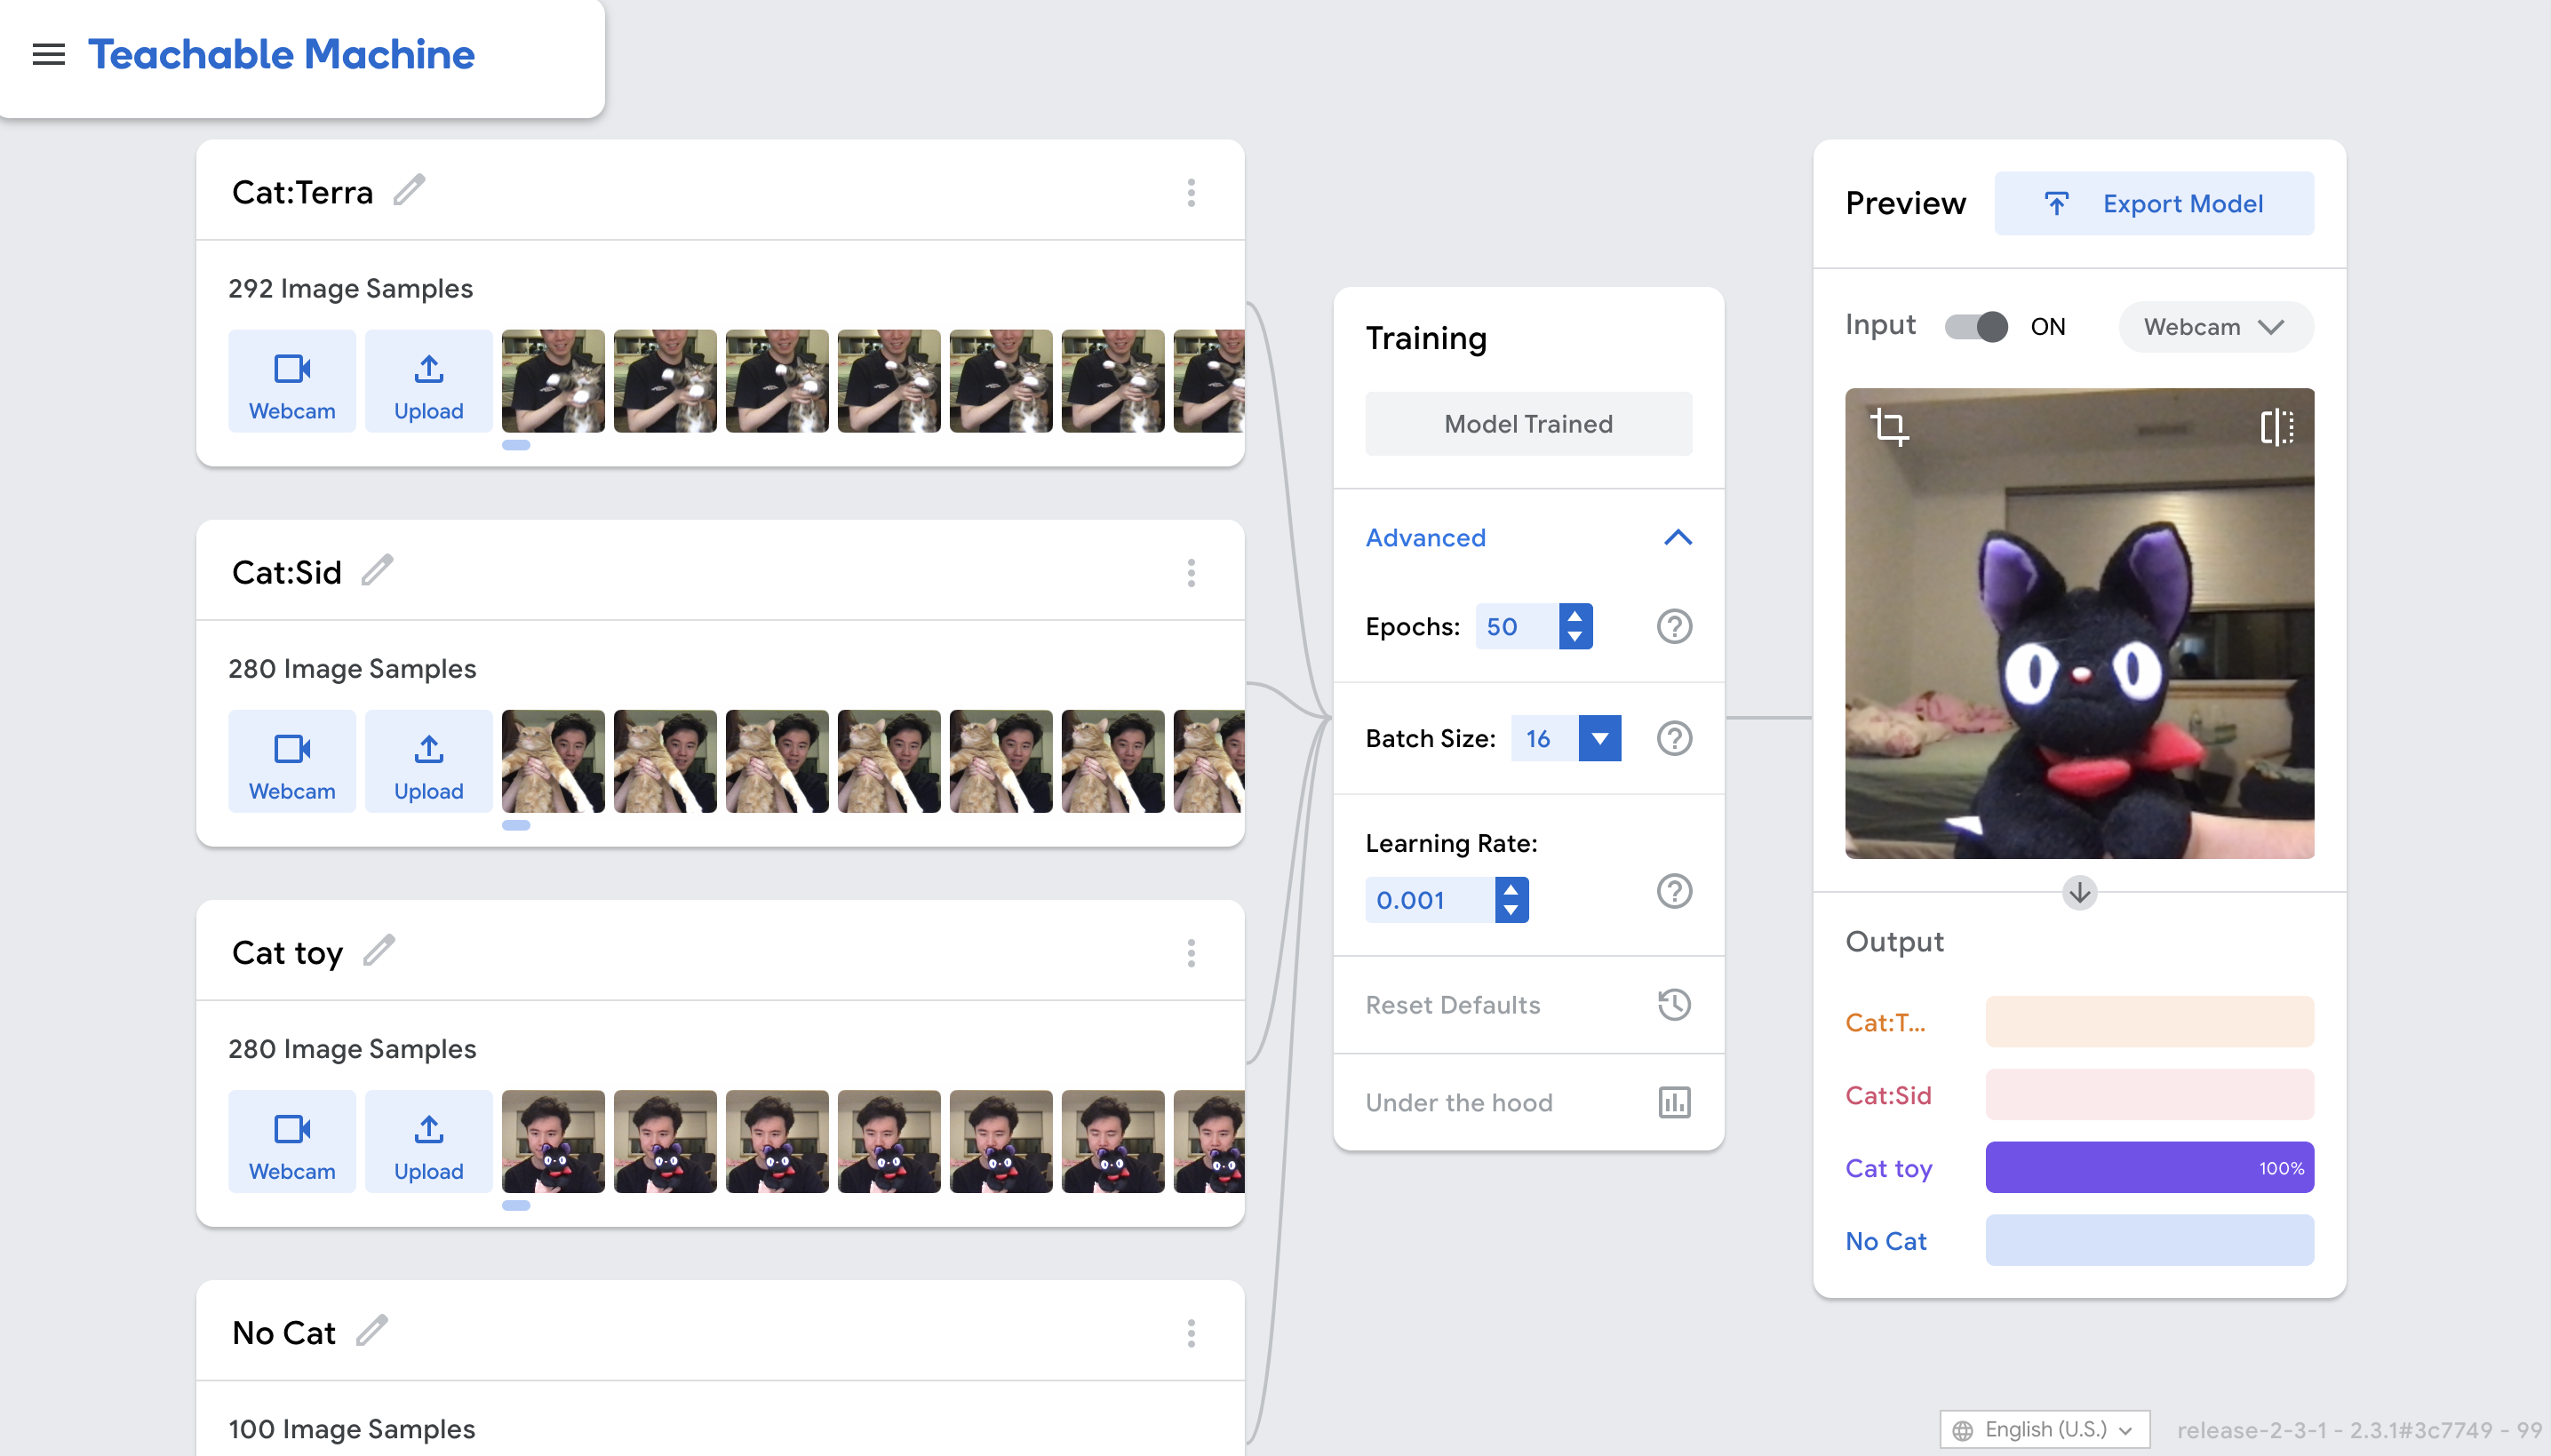 Teachable Machine
Cat:Terra
292 Image Samples
Webcam
Upload
Cat:Sid
280 Image Samples
Webcam
Upload
Cat toy
280 Image Samples
Webcam
Upload
No Cat
100 Image Samples
Training
Model Trained
Advanced
Epochs: 50
Batch Size: 16
Learning Rate:
0.001
Reset Defaults
Under the hood
Preview
Export Model
Input ON Webcam
Output
Cat:T...
Cat:Sid
Cat toy 100%
No Cat
English (U.S.)
release-2-3-1 - 2.3.1#3c7749 - 99